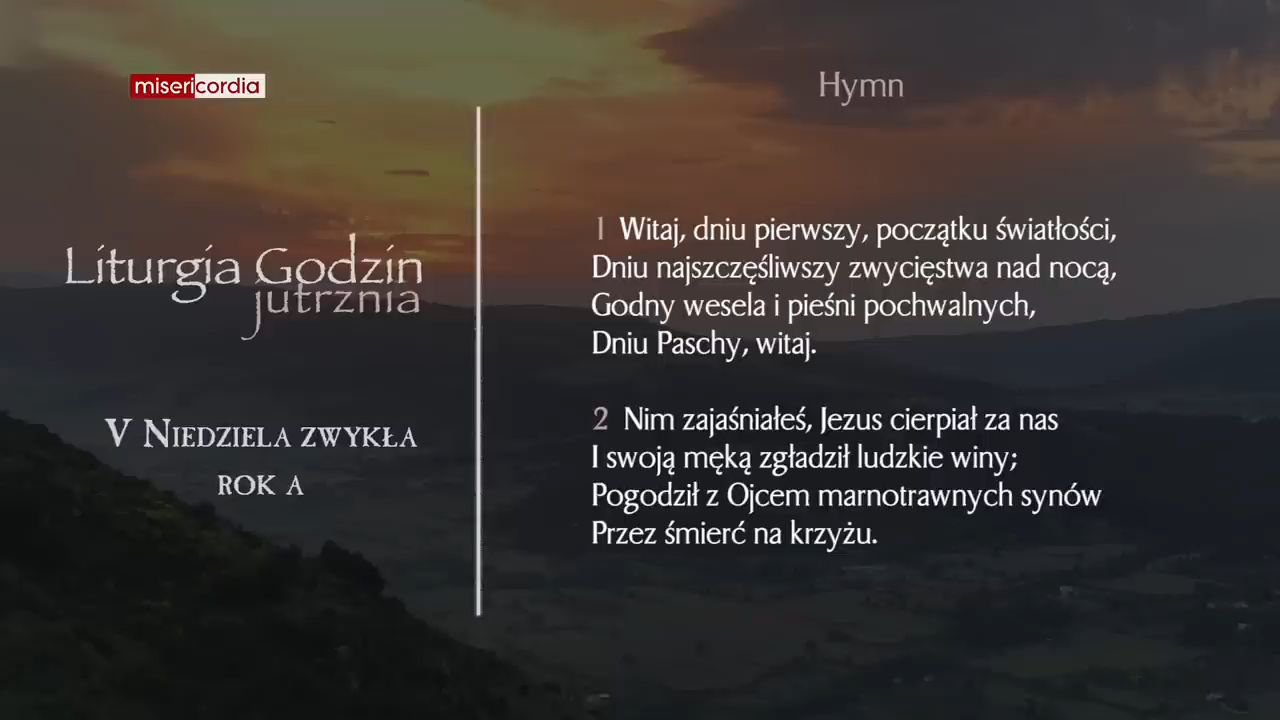 misericordia
Liturgia Godzin
jutrznia
V Niedziela zwykła
rok A
Hymn
1 Witaj, dniu pierwszy, początku światłości,
Dniu najszczęśliwszy zwycięstwa nad nocą,
Godny wesela i pieśni pochwalnych,
Dniu Paschy, witaj.
2 Nim zajaśniałeś, Jezus cierpiał za nas
I swoją męką zgładził ludzkie winy;
Pogodził z Ojcem marnotrawnych synów
Przez śmierć na krzyżu.